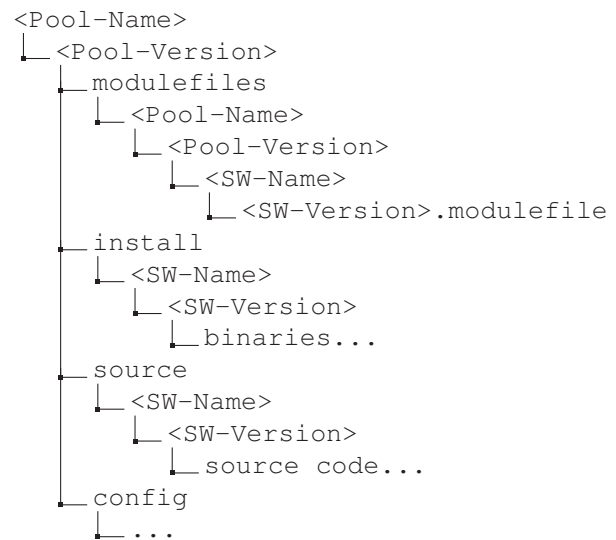 <Pool-Name>
<Pool-Version>
modulefiles
<Pool-Name>
<Pool-Version>
<SW-Name>
<SW-Version>.modulefile
install
<SW-Name>
<SW-Version>
binaries...
source
<SW-Name>
<SW-Version>
source code...
config
...